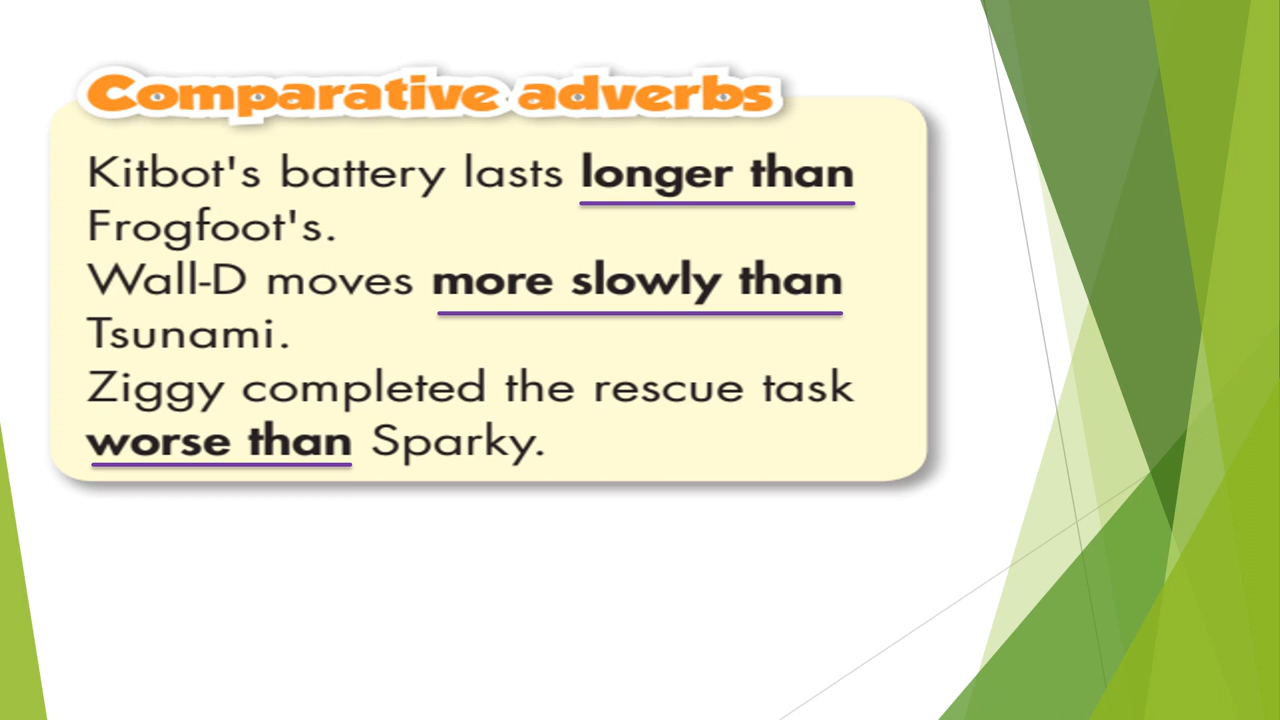 Comparative adverbs
Kitbot's battery lasts longer than
Frogfoot's.
Wall-D moves more slowly than
Tsunami.
Ziggy completed the rescue task
worse than Sparky.